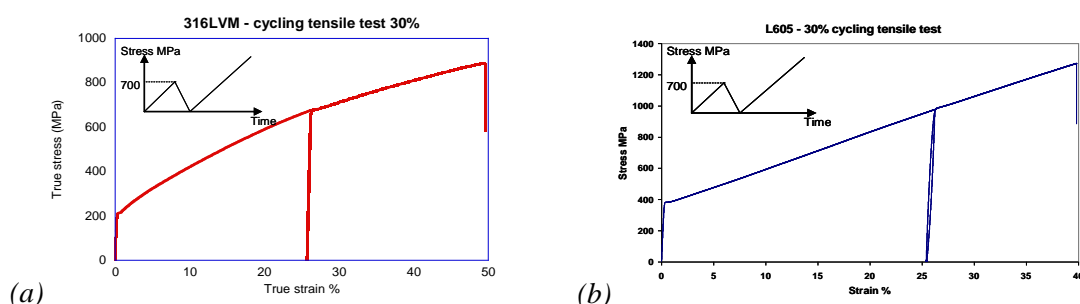 316LVM - cycling tensile test 30%
1000
800
600
400
200
0
True stress (MPa)
Stress MPa
700
Time
0
10
20
30
40
50
True strain %
(a)
L605 - 30% cycling tensile test
1400
1200
1000
800
600
400
200
0
Stress MPa
Stress MPa
700
Time
0
5
10
15
20
25
30
35
40
Strain %
(b)